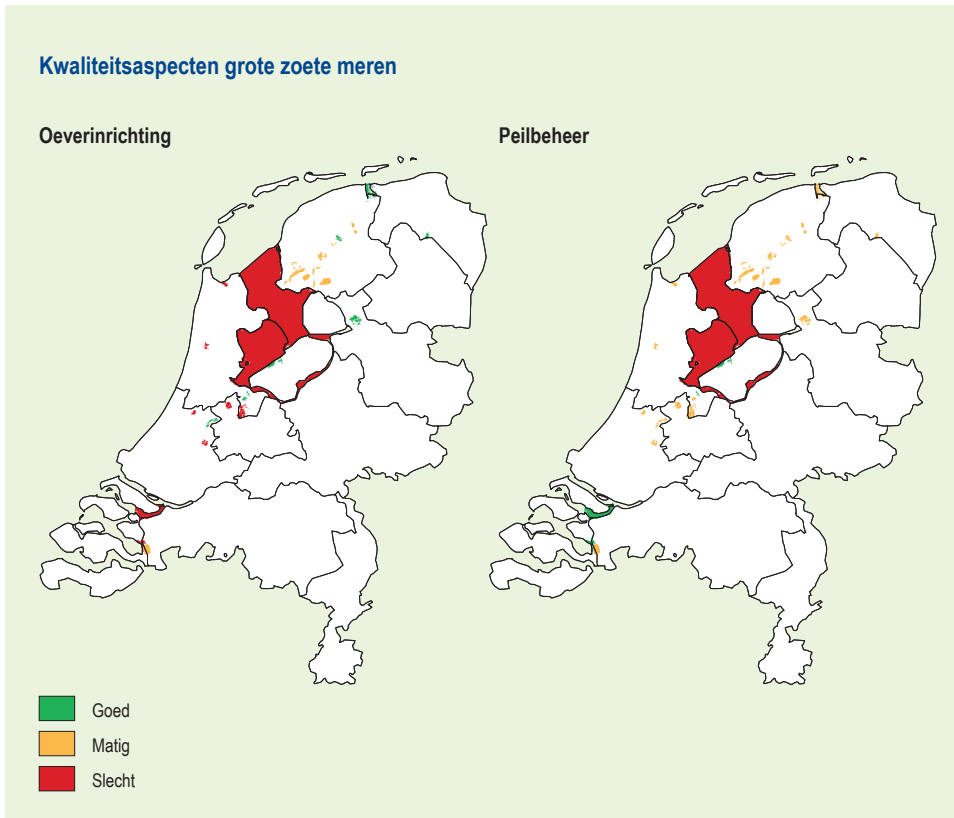 Kwaliteitsaspecten grote zoete meren
Oeverinrichting
Peilbeheer
Goed
Matig
Slecht